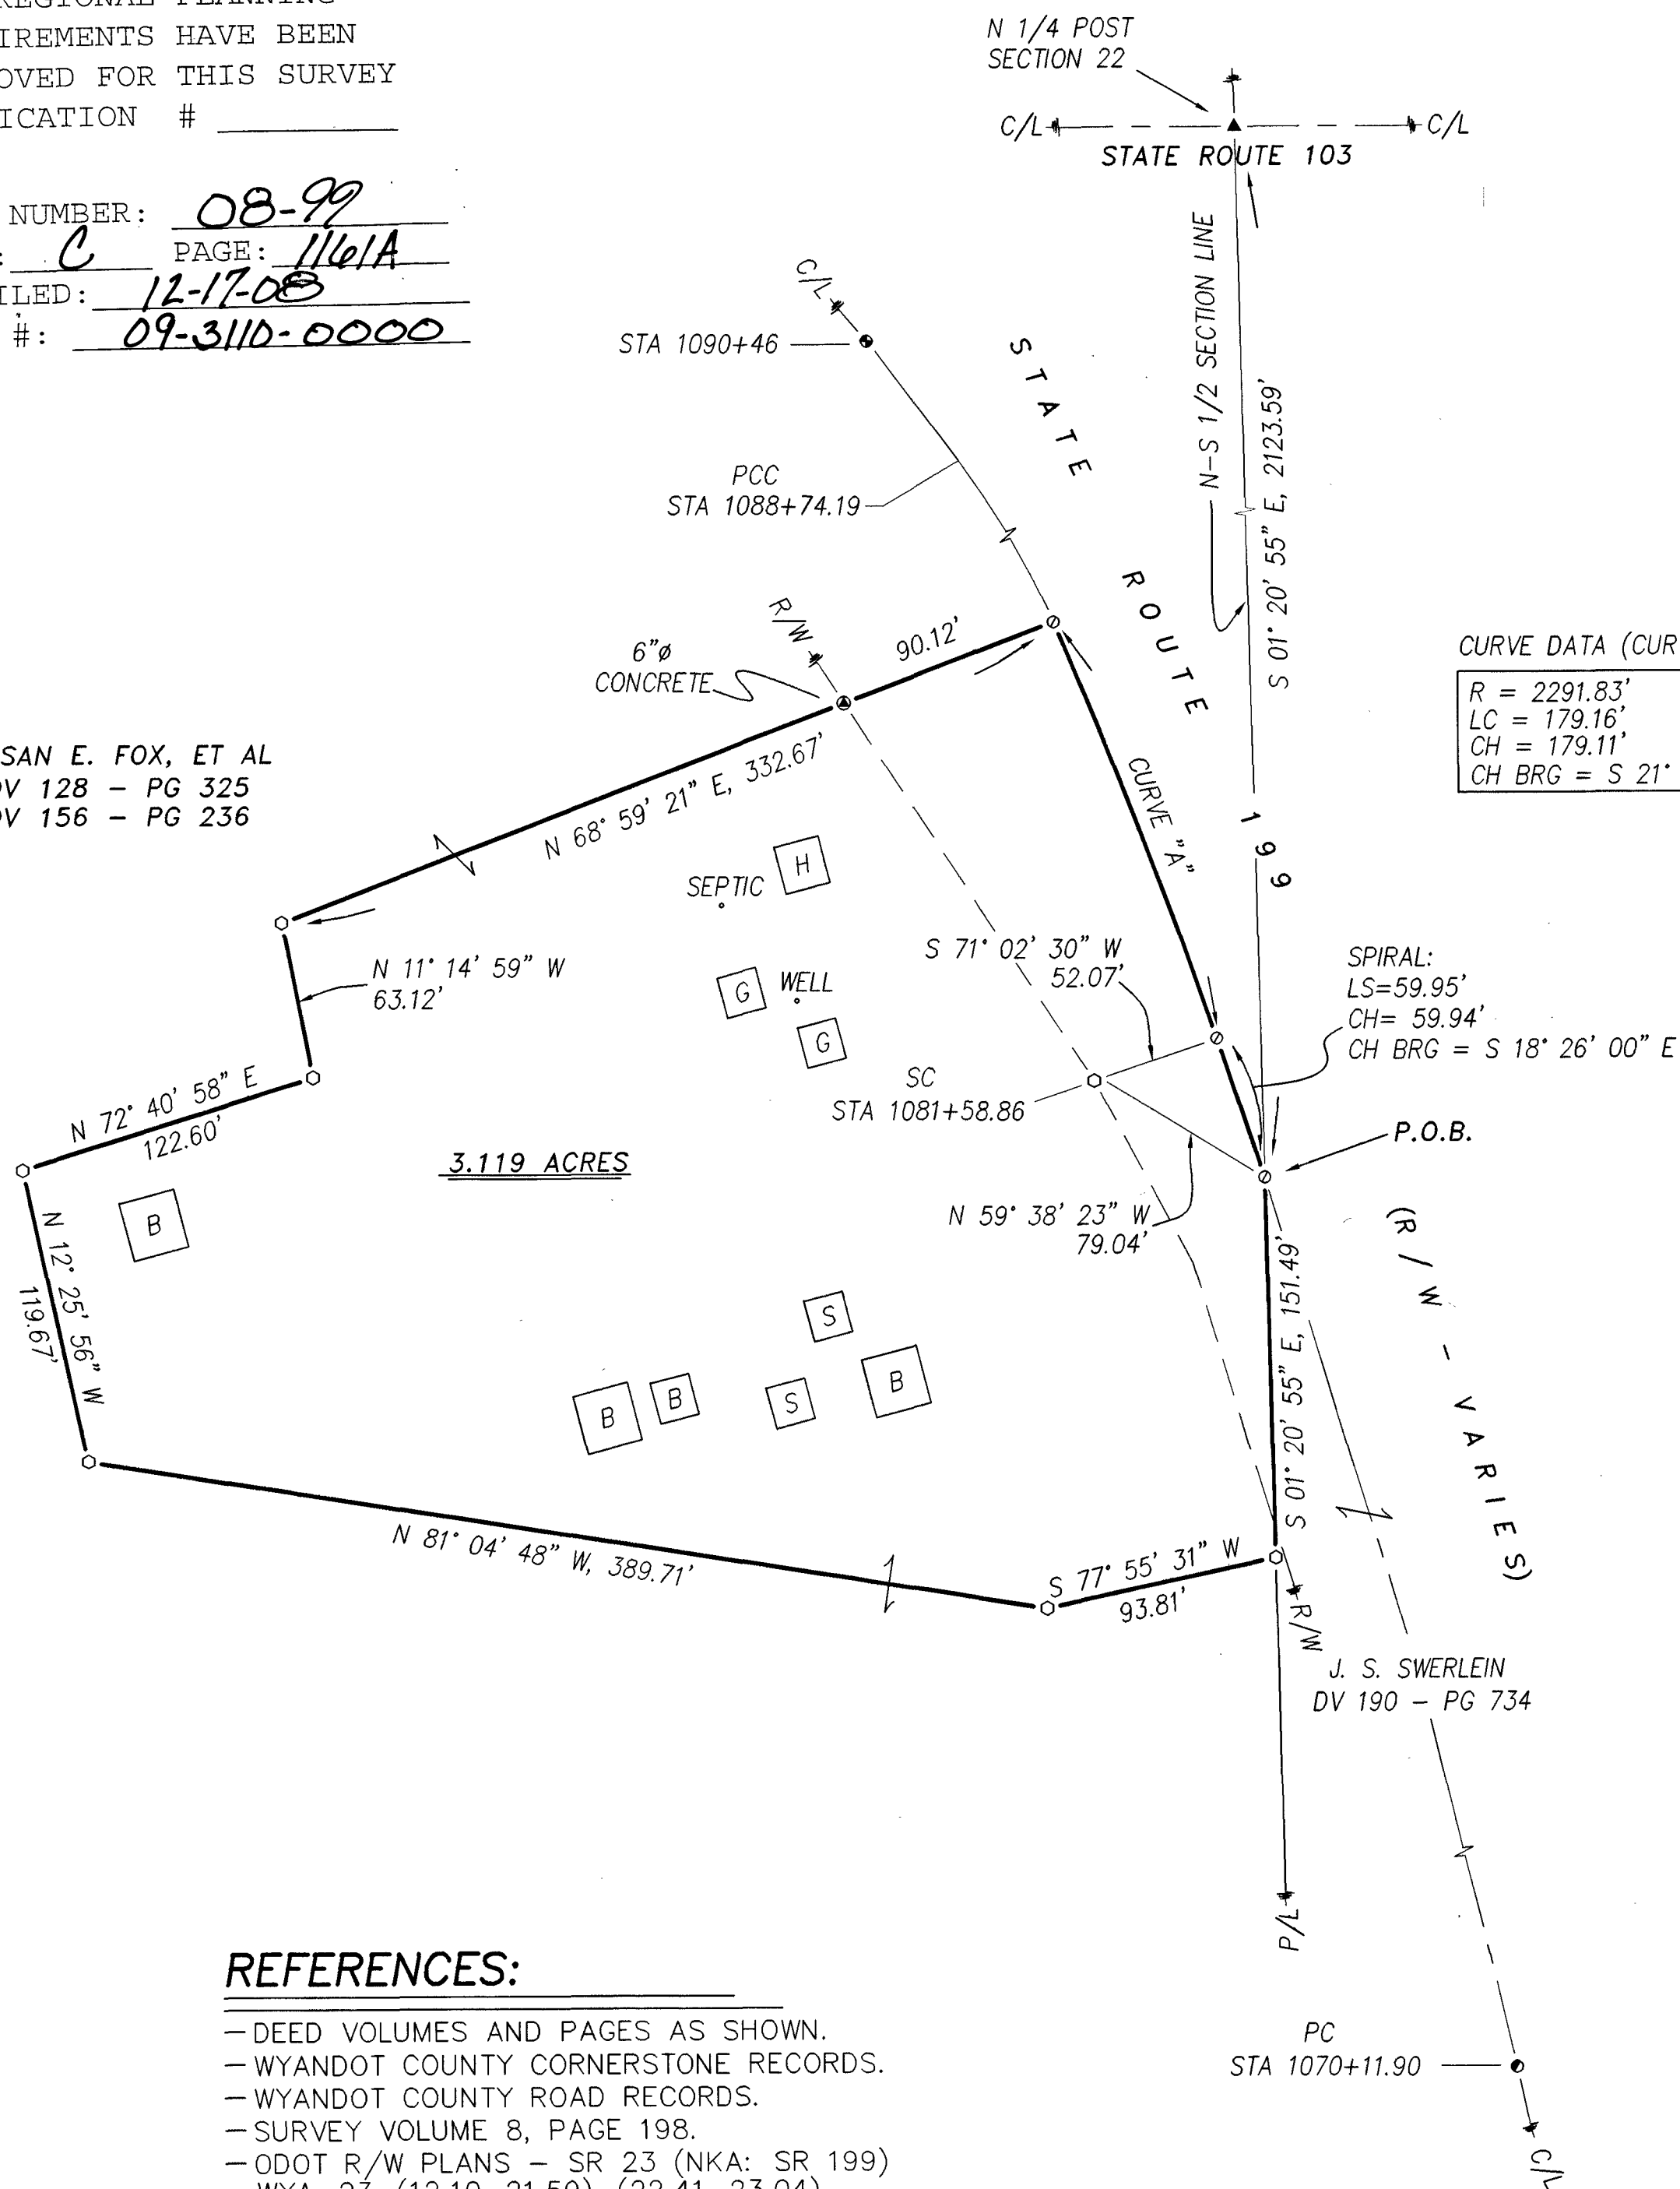 REGIONAL PLANNING
IREMENTS HAVE BEEN
OVED FOR THIS SURVEY
ICATION #
NUMBER: 08-99
: C PAGE: 1161A
ILED: 12-17-08
#: 09-3110-0000
N 1/4 POST
SECTION 22
C/L
C/L
STATE ROUTE 103
N-S 1/2 SECTION LINE
S 01° 20' 55" E, 2123.59'
C/L
STA 1090+46
PCC
STA 1088+74.19
STATE ROUTE 199
R/W
6"ø
CONCRETE
90.12'
CURVE DATA (CUR
R = 2291.83'
LC = 179.16'
CH = 179.11'
CH BRG = S 21°
SAN E. FOX, ET AL
DV 128 – PG 325
DV 156 – PG 236
N 68° 59' 21" E, 332.67'
CURVE "A"
H
SEPTIC
G
WELL
G
N 11° 14' 59" W
63.12'
S 71° 02' 30" W
52.07'
SPIRAL:
LS=59.95'
CH= 59.94'
CH BRG = S 18° 26' 00" E
SC
STA 1081+58.86
N 72° 40' 58" E
122.60'
3.119 ACRES
P.O.B.
N 59° 38' 23" W
79.04'
B
N 12° 25' 56" W
119.67'
(R/W - VARIES)
S 01° 20' 55" E, 151.49'
S
B
B
B
S
N 81° 04' 48" W, 389.71'
S 77° 55' 31" W
93.81'
R/W
J. S. SWERLEIN
DV 190 – PG 734
P/L
REFERENCES:
– DEED VOLUMES AND PAGES AS SHOWN.
– WYANDOT COUNTY CORNERSTONE RECORDS.
– WYANDOT COUNTY ROAD RECORDS.
– SURVEY VOLUME 8, PAGE 198.
– ODOT R/W PLANS – SR 23 (NKA: SR 199)
PC
STA 1070+11.90
C/L